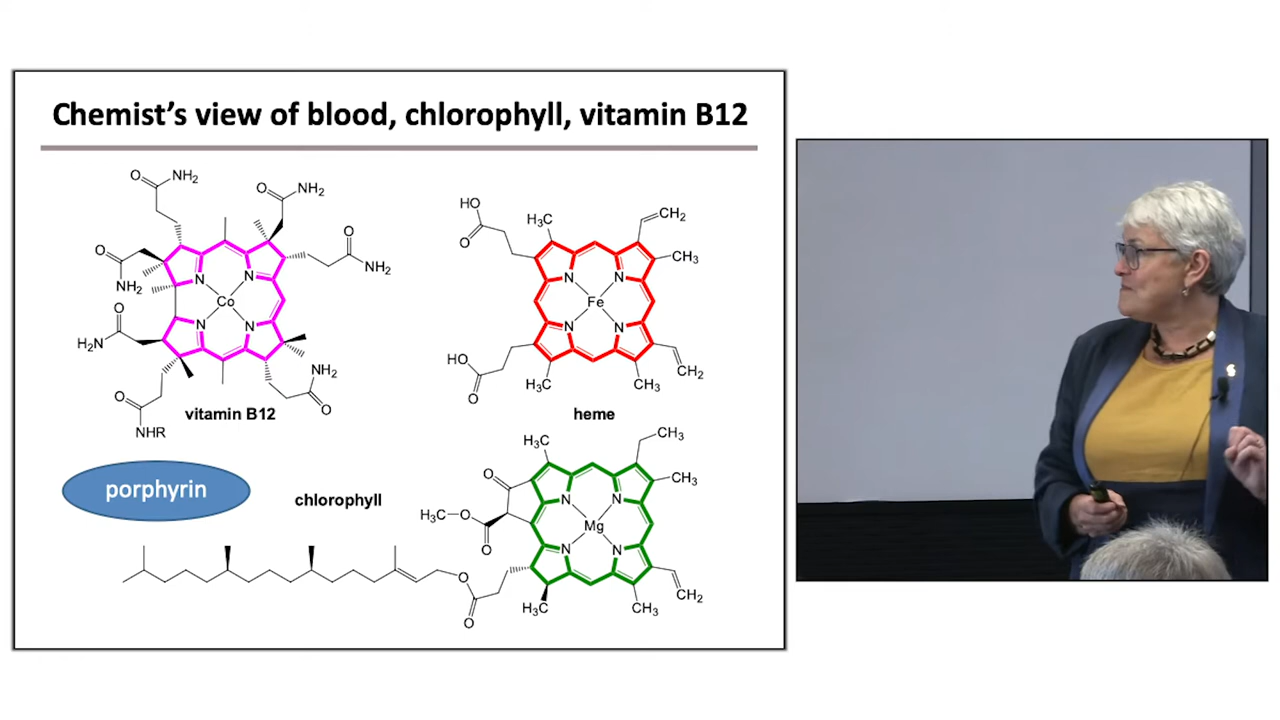 Chemist's view of blood, chlorophyll, vitamin B12
O
NH₂
O
NH₂
O
NH₂
O
NH₂
O
H₂N
O
NHR
NH₂
O
N
N
N
N
Co
vitamin B12
HO
O
H₃C
CH₂
CH₃
N
N
Fe
N
N
HO
O
H₃C
CH₃
CH₂
heme
porphyrin
chlorophyll
H₃C
CH₃
O
CH₃
N
N
H₃C
O
Mg
O
N
N
O
O
H₃C
CH₃
CH₂